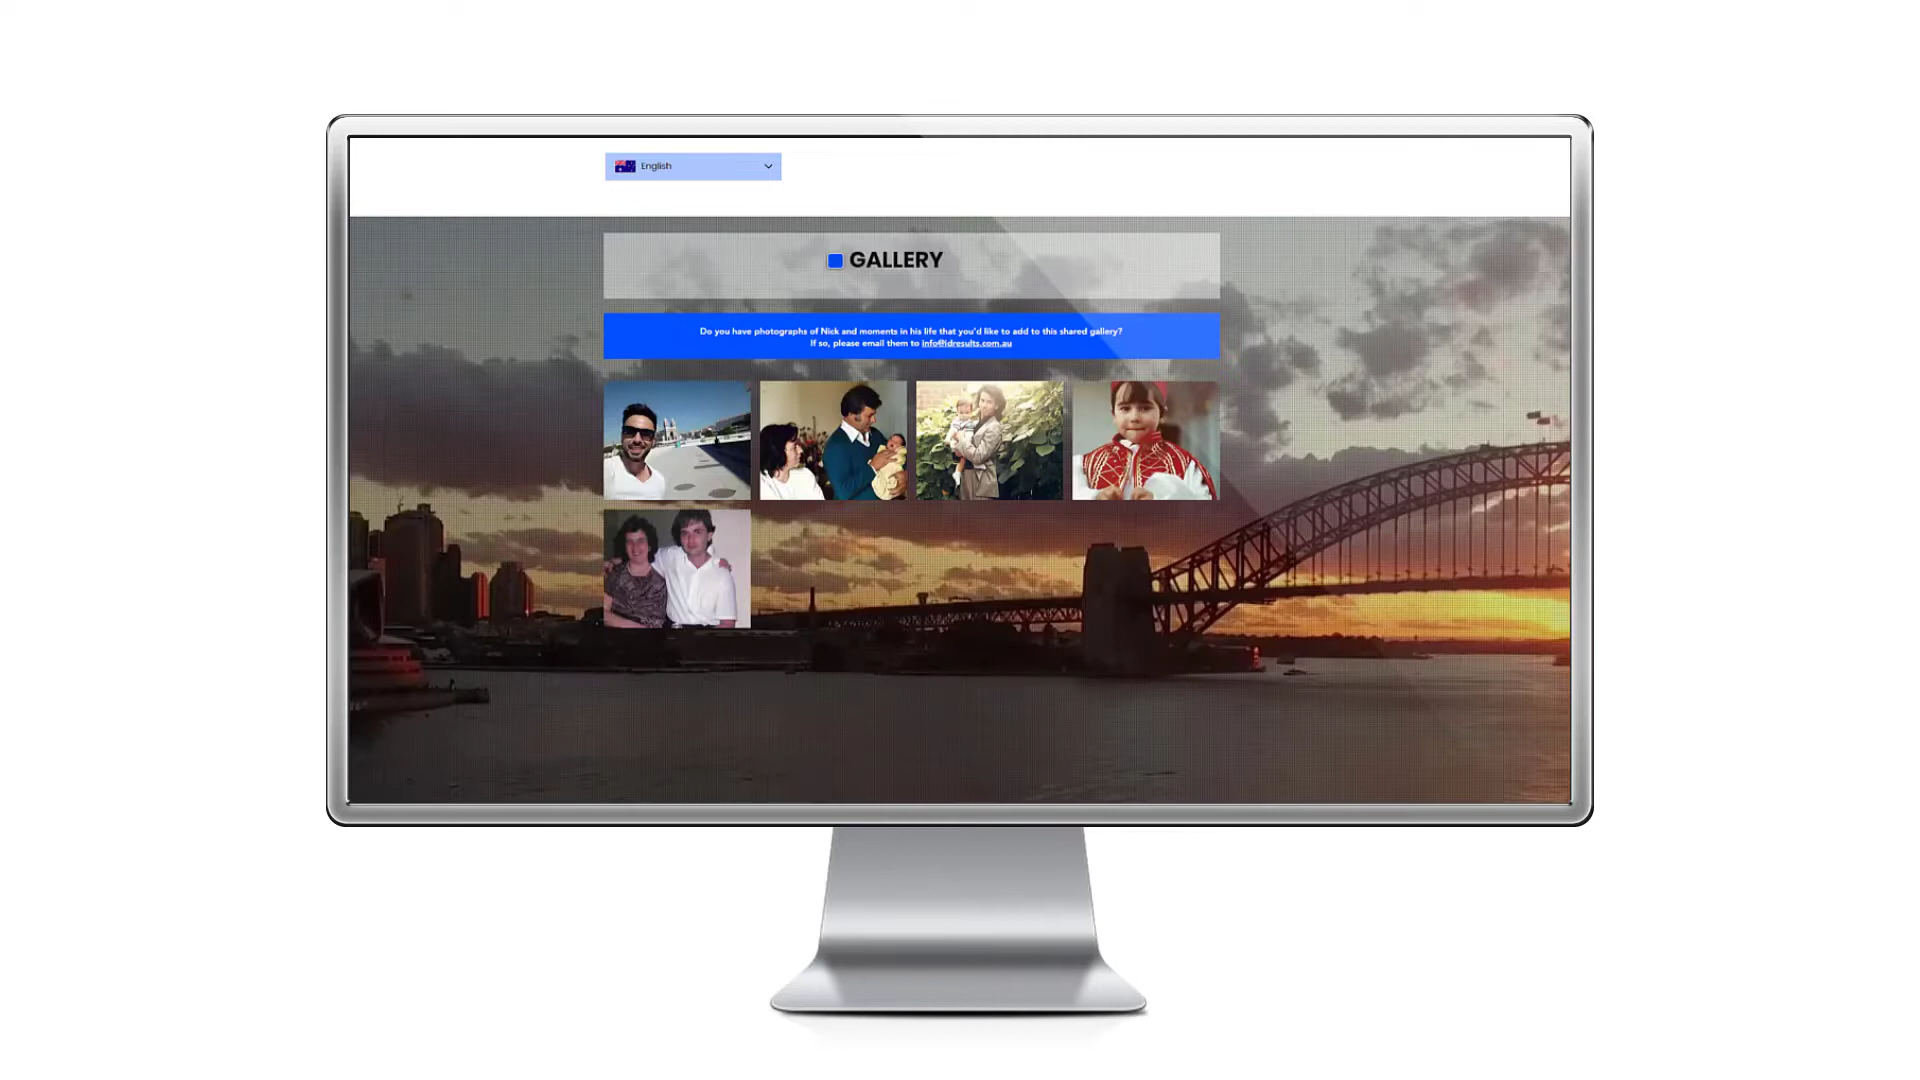 English
GALLERY
Do you have photographs of Nick and moments in his life that you'd like to add to this shared gallery?
If so, please email them to info@idresults.com.au